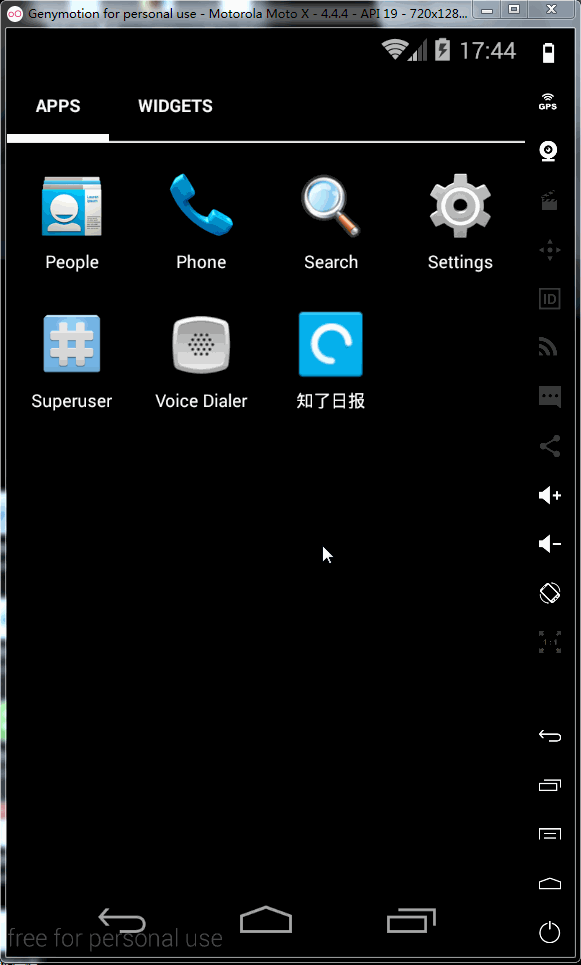 Genymotion for personal use - Motorola Moto X - 4.4.4 - API 19 - 720x128...
17:44
GPS
APPS WIDGETS
People Phone Search Settings
ID
Superuser Voice Dialer 知了日报
1:1
free for personal use